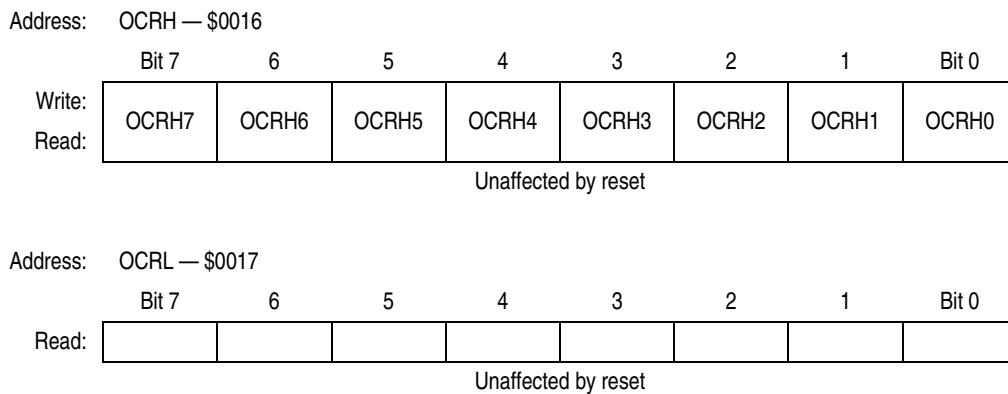 Address: OCRH — $0016
Bit 7 6 5 4 3 2 1 Bit 0
Write:
OCRH7 OCRH6 OCRH5 OCRH4 OCRH3 OCRH2 OCRH1 OCRH0
Read:
Unaffected by reset
Address: OCRL — $0017
Bit 7 6 5 4 3 2 1 Bit 0
Read:
Unaffected by reset